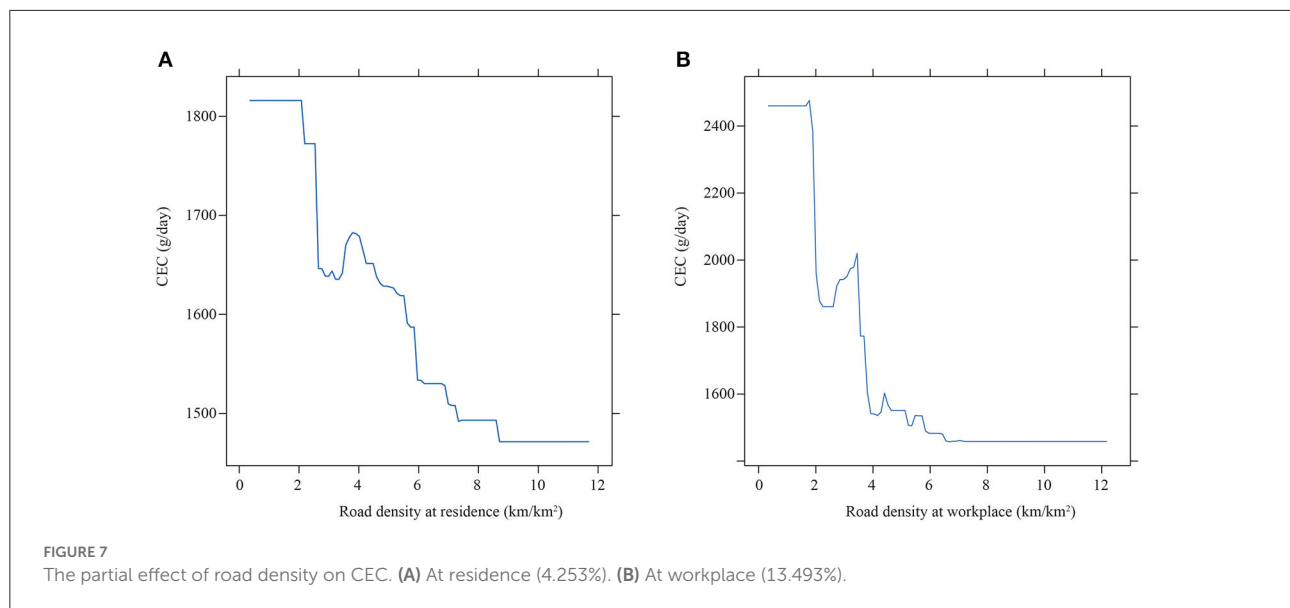 A
CEC (g/day)
1800
1700
1600
1500
0 2 4 6 8 10 12
Road density at residence (km/km²)
B
CEC (g/day)
2400
2200
2000
1800
1600
0 2 4 6 8 10 12
Road density at workplace (km/km²)
FIGURE 7
The partial effect of road density on CEC. (A) At residence (4.253%). (B) At workplace (13.493%).